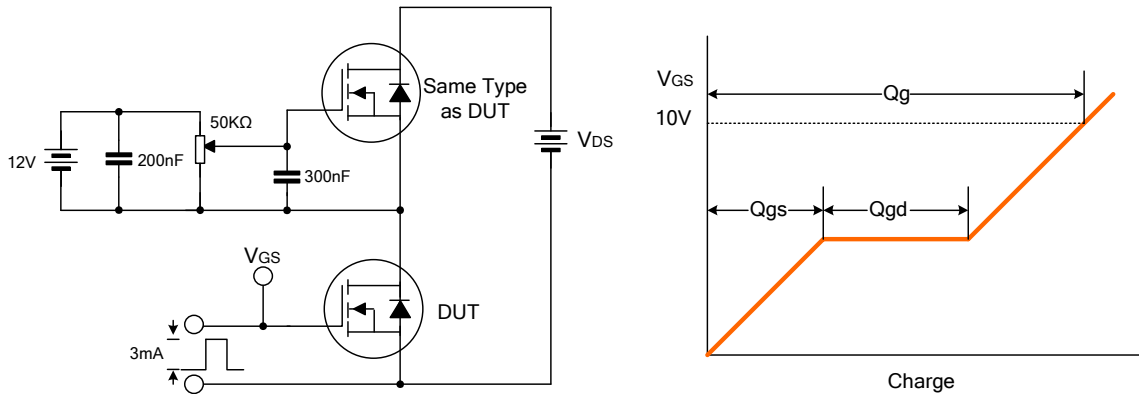 12V
200nF
50KΩ
300nF
Same Type
as DUT
VDS
VGS
DUT
3mA
VGS
10V
Qg
Qgs
Qgd
Charge